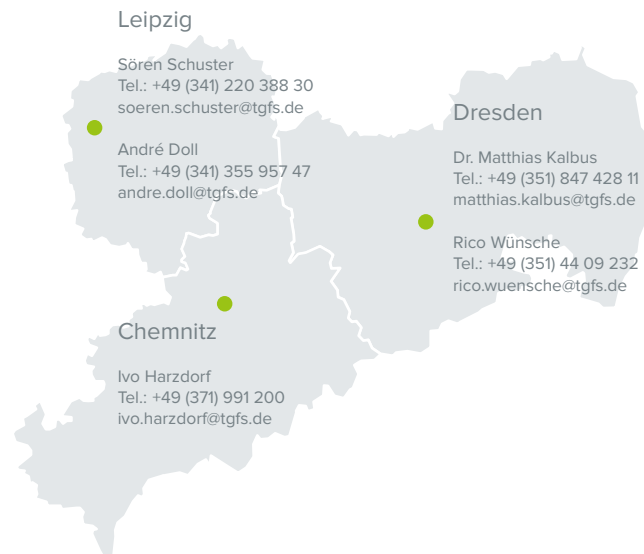 Leipzig
Sören Schuster
Tel.: +49 (341) 220 388 30
soeren.schuster@tgfs.de
André Doll
Tel.: +49 (341) 355 957 47
andre.doll@tgfs.de
Dresden
Dr. Matthias Kalbus
Tel.: +49 (351) 847 428 11
matthias.kalbus@tgfs.de
Rico Wünsche
Tel.: +49 (351) 44 09 232
rico.wuensche@tgfs.de
Chemnitz
Ivo Harzdorf
Tel.: +49 (371) 991 200
ivo.harzdorf@tgfs.de